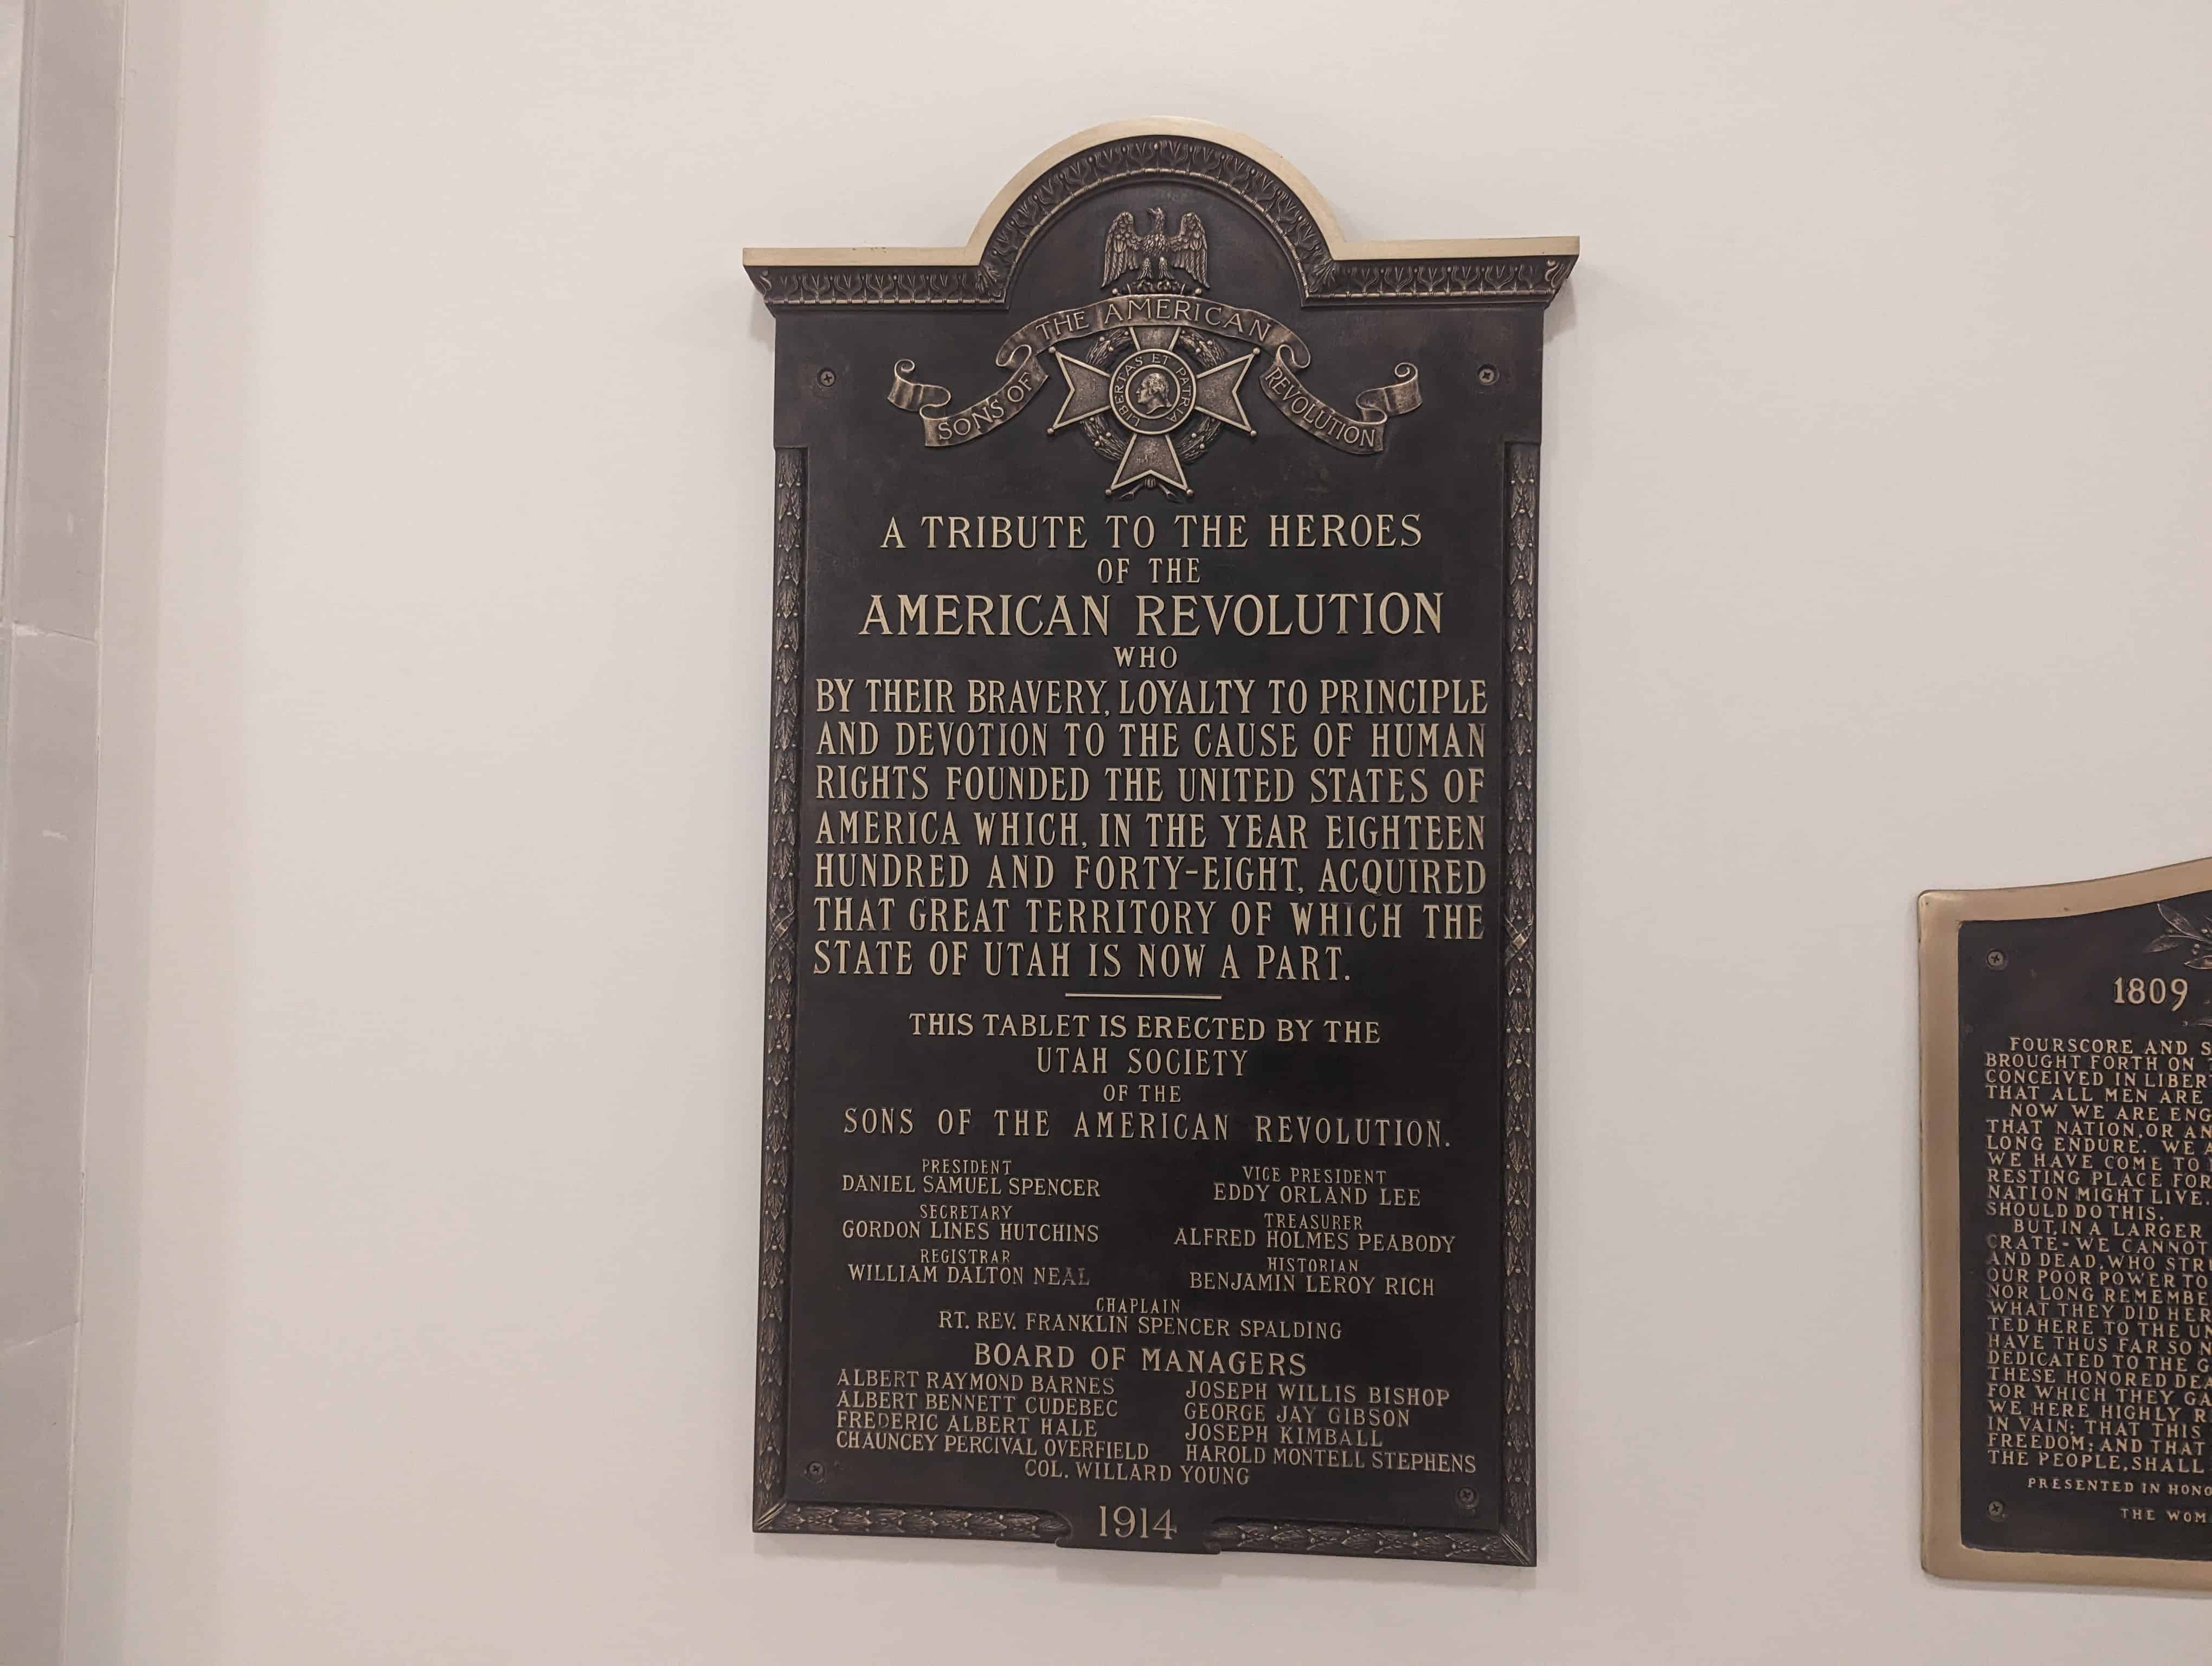 THE AMERICAN
SONS OF
REVOLUTION
LIBERTAS ET PATRIA
A TRIBUTE TO THE HEROES
OF THE
AMERICAN REVOLUTION
WHO
BY THEIR BRAVERY, LOYALTY TO PRINCIPLE
AND DEVOTION TO THE CAUSE OF HUMAN
RIGHTS FOUNDED THE UNITED STATES OF
AMERICA WHICH, IN THE YEAR EIGHTEEN
HUNDRED AND FORTY-EIGHT, ACQUIRED
THAT GREAT TERRITORY OF WHICH THE
STATE OF UTAH IS NOW A PART.
THIS TABLET IS ERECTED BY THE
UTAH SOCIETY
OF THE
SONS OF THE AMERICAN REVOLUTION.
PRESIDENT
DANIEL SAMUEL SPENCER
VICE PRESIDENT
EDDY ORLAND LEE
SECRETARY
GORDON LINES HUTCHINS
TREASURER
ALFRED HOLMES PEABODY
REGISTRAR
WILLIAM DALTON NEAL
HISTORIAN
BENJAMIN LEROY RICH
CHAPLAIN
RT. REV. FRANKLIN SPENCER SPALDING
BOARD OF MANAGERS
ALBERT RAYMOND BARNES
ALBERT BENNETT CUDEBEC
FREDERIC ALBERT HALE
CHAUNCEY PERCIVAL OVERFIELD
JOSEPH WILLIS BISHOP
GEORGE JAY GIBSON
JOSEPH KIMBALL
HAROLD MONTELL STEPHENS
COL. WILLARD YOUNG
1914
1809
FOURSCORE AND
BROUGHT FORTH ON
CONCEIVED IN
THAT ALL MEN ARE
NOW WE ARE
THAT NATION, OR
LONG ENDURE. WE
WE HAVE COME TO
RESTING PLACE FOR
NATION MIGHT LIVE.
SHOULD DO THIS.
BUT, IN A LARGER
CRATE-WE CANNOT
AND DEAD, WHO
OUR POOR POWER TO
NOR LONG
WHAT THEY DID
TED HERE TO THE
HAVE THUS FAR SO
DEDICATED TO THE
THESE HONORED
FOR WHICH THEY
WE HERE HIGHLY
IN VAIN; THAT THIS
FREEDOM; AND THAT
THE PEOPLE, SHALL
PRESENTED IN
THE